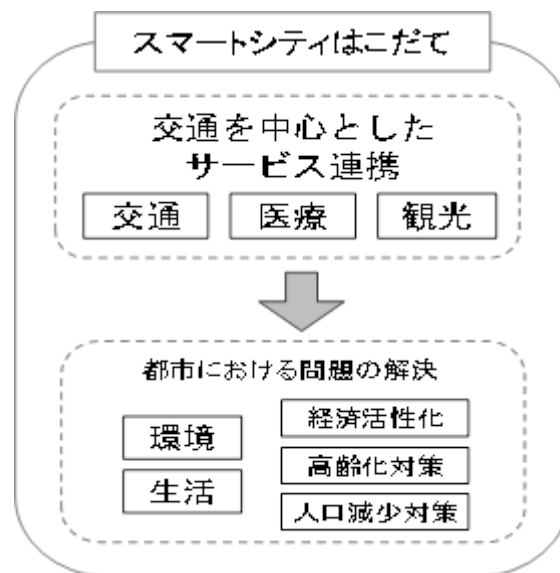 スマートシティはこだて
交通を中心とした
サービス連携
交通 医療 観光
都市における問題の解決
環境
生活
経済活性化
高齢化対策
人口減少対策